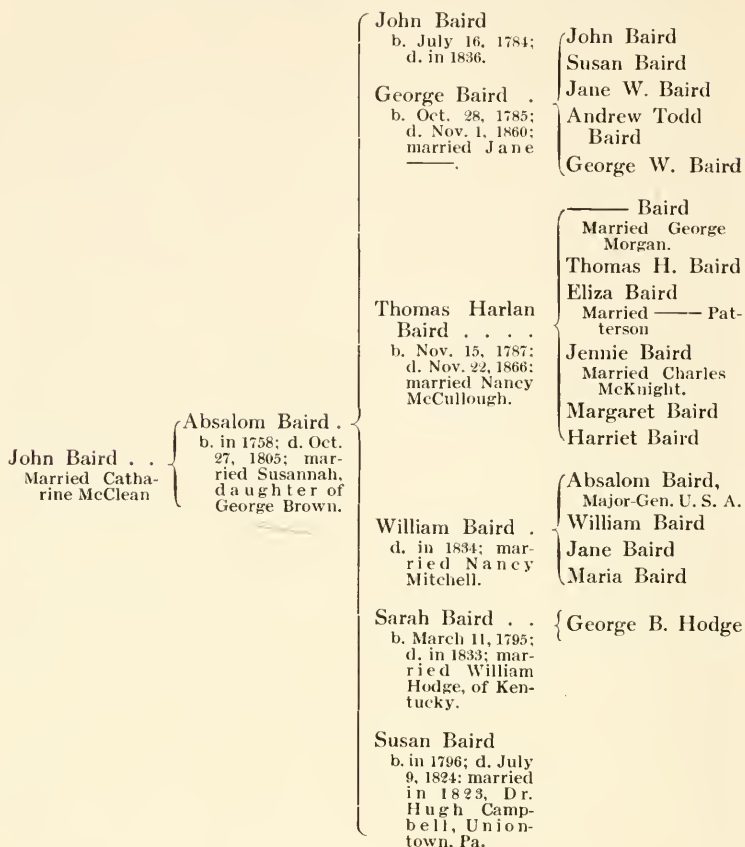 John Baird . .
Married Catha-
rine McClean
Absalom Baird .
b. in 1758; d. Oct.
27, 1805; mar-
ried Susannah,
daughter of
George Brown.
John Baird
b. July 16, 1784;
d. in 1836.
George Baird .
b. Oct. 28, 1785;
d. Nov. 1, 1860;
married Jane
——.
John Baird
Susan Baird
Jane W. Baird
Andrew Todd
Baird
George W. Baird
Thomas Harlan
Baird . . . .
b. Nov. 15, 1787;
d. Nov. 22, 1866;
married Nancy
McCullough.
—— Baird
Married George
Morgan.
Thomas H. Baird
Eliza Baird
Married —— Pat-
terson
Jennie Baird
Married Charles
McKnight.
Margaret Baird
Harriet Baird
William Baird .
d. in 1834; mar-
ried Nancy
Mitchell.
Absalom Baird,
Major-Gen. U. S. A.
William Baird
Jane Baird
Maria Baird
Sarah Baird . .
b. March 11, 1795;
d. in 1833; mar-
ried William
Hodge, of Ken-
tucky.
George B. Hodge
Susan Baird
b. in 1796; d. July
9, 1824: married
in 1823, Dr.
Hugh Camp-
bell, Union-
town, Pa.